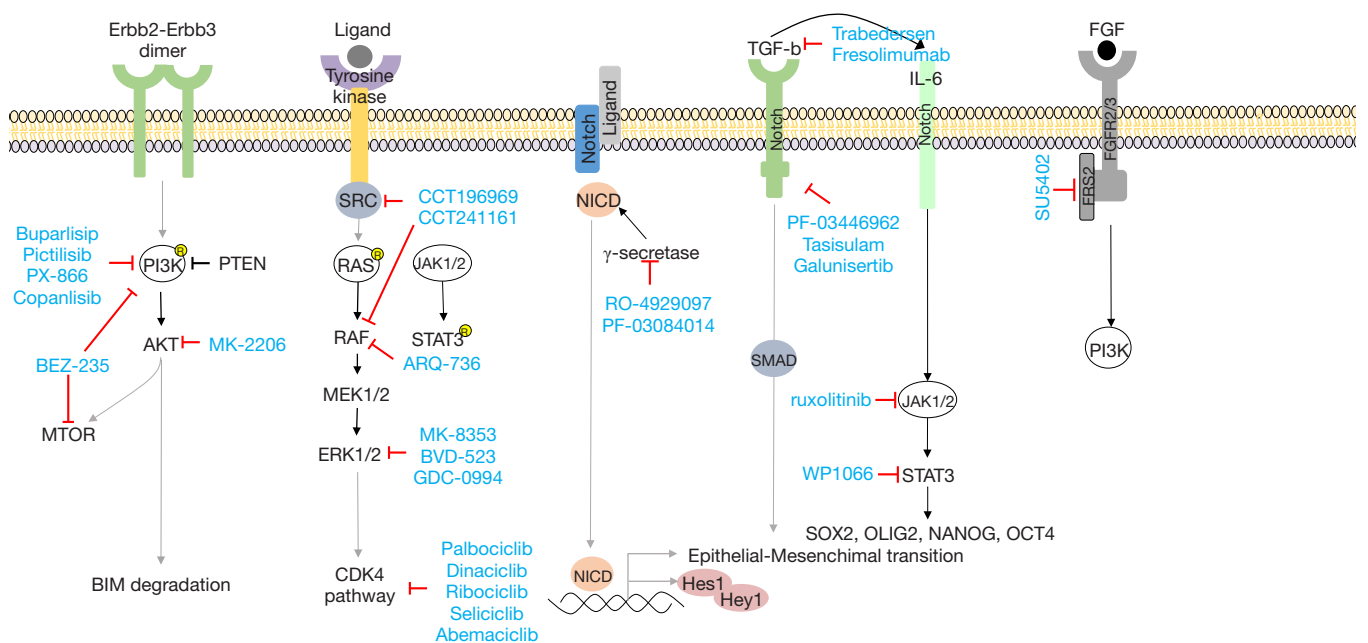 Erbb2-Erbb3
dimer
Buparlisip
Pictilisib
PX-866
Copanlisib
PI3K
R
PTEN
AKT
MK-2206
BEZ-235
MTOR
BIM degradation
Ligand
Tyrosine
kinase
SRC
CCT196969
CCT241161
RAS
R
JAK1/2
RAF
STAT3
R
ARQ-736
MEK1/2
ERK1/2
MK-8353
BVD-523
GDC-0994
CDK4
pathway
Palbociclib
Dinaciclib
Ribociclib
Seliciclib
Abemaciclib
Notch
Ligand
NICD
γ-secretase
RO-4929097
PF-03084014
NICD
Hes1
Hey1
TGF-b
Trabedersen
Fresolimumab
Notch
PF-03446962
Tasisulam
Galunisertib
SMAD
Epithelial-Mesenchimal transition
IL-6
Notch
ruxolitinib
JAK1/2
WP1066
STAT3
SOX2, OLIG2, NANOG, OCT4
FGF
FGFR2/3
FRS2
SU5402
PI3K